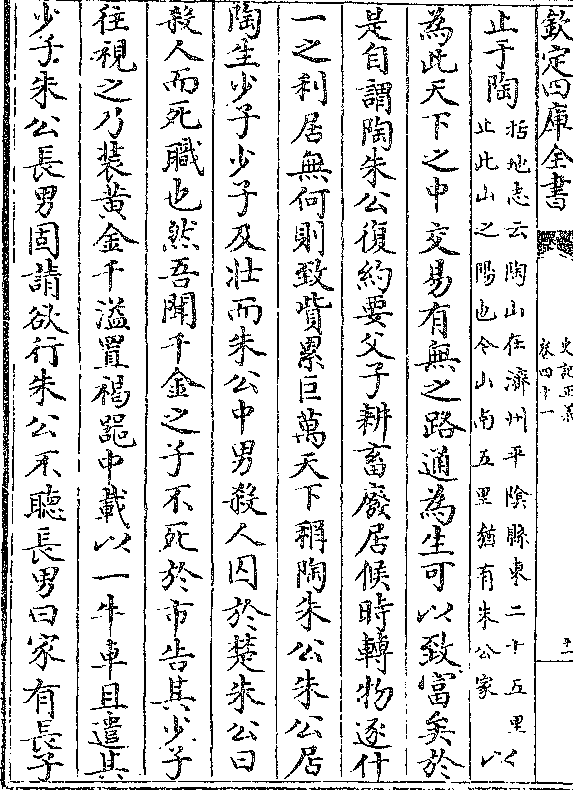 欽定四庫全書
史記正義
卷四十一
十一
止于陶
括地志云陶山在濟州平隂縣東二十五里
止此山之陽也今山南五里猶有朱公冢
以
為此天下之中交易有無之路通為生可以致富矣於
是自謂陶朱公復約要父子耕畜廢居候時轉物逐什
一之利居無何則致貲累巨萬天下稱陶朱公朱公居
陶生少子少子及壯而朱公中男殺人囚於楚朱公曰
殺人而死職也然吾聞千金之子不死於市告其少子
往視之乃装黄金千溢置褐器中載以一牛車且遣其
少子朱公長男固請欲行朱公不聽長男曰家有長子